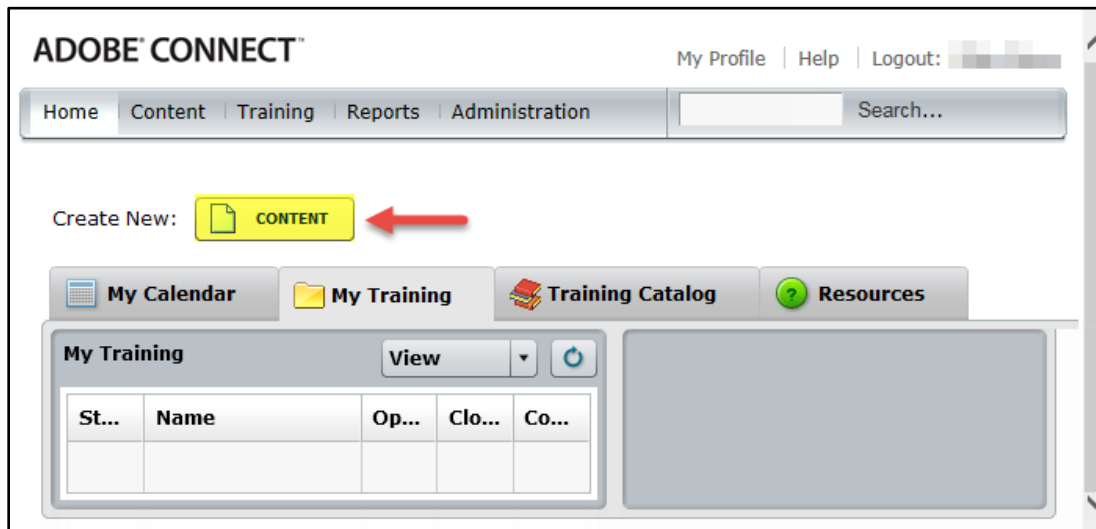 ADOBE® CONNECT™
My Profile | Help | Logout:
Home Content Training Reports Administration Search...
Create New: CONTENT
My Calendar My Training Training Catalog ? Resources
My Training View
St... Name Op... Clo... Co...